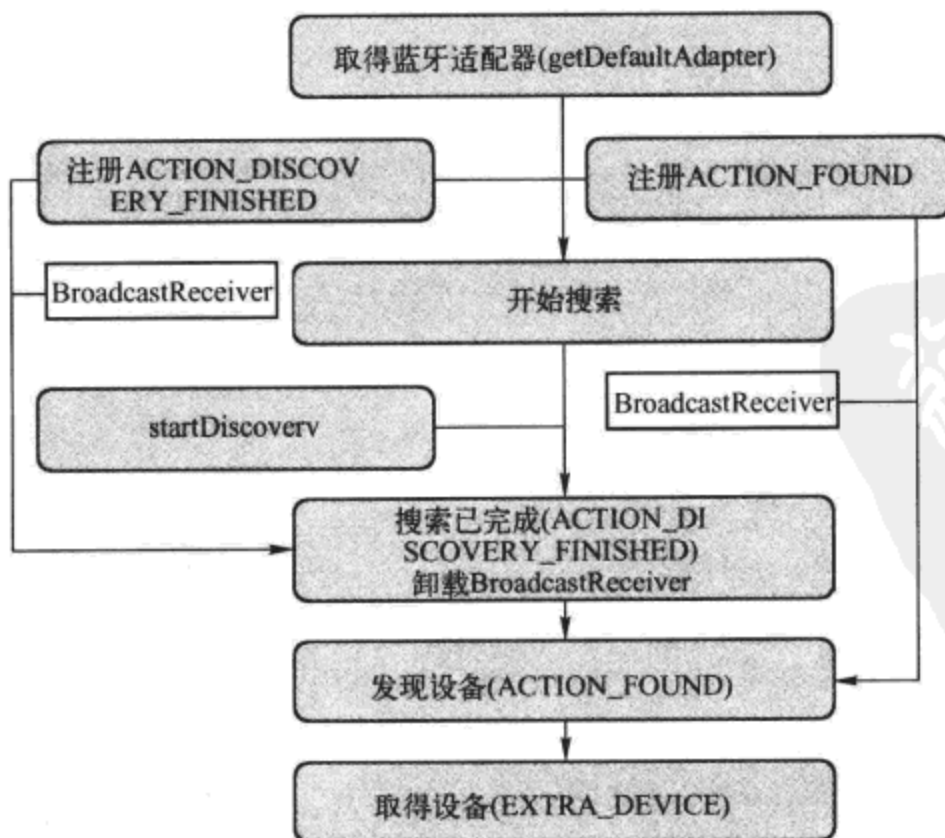 取得蓝牙适配器(getDefaultAdapter)
注册ACTION_DISCOV
ERY_FINISHED
注册ACTION_FOUND
BroadcastReceiver
开始搜索
BroadcastReceiver
startDiscoverv
搜索已完成(ACTION_DI
SCOVERY_FINISHED)
卸载BroadcastReceiver
发现设备(ACTION_FOUND)
取得设备(EXTRA_DEVICE)